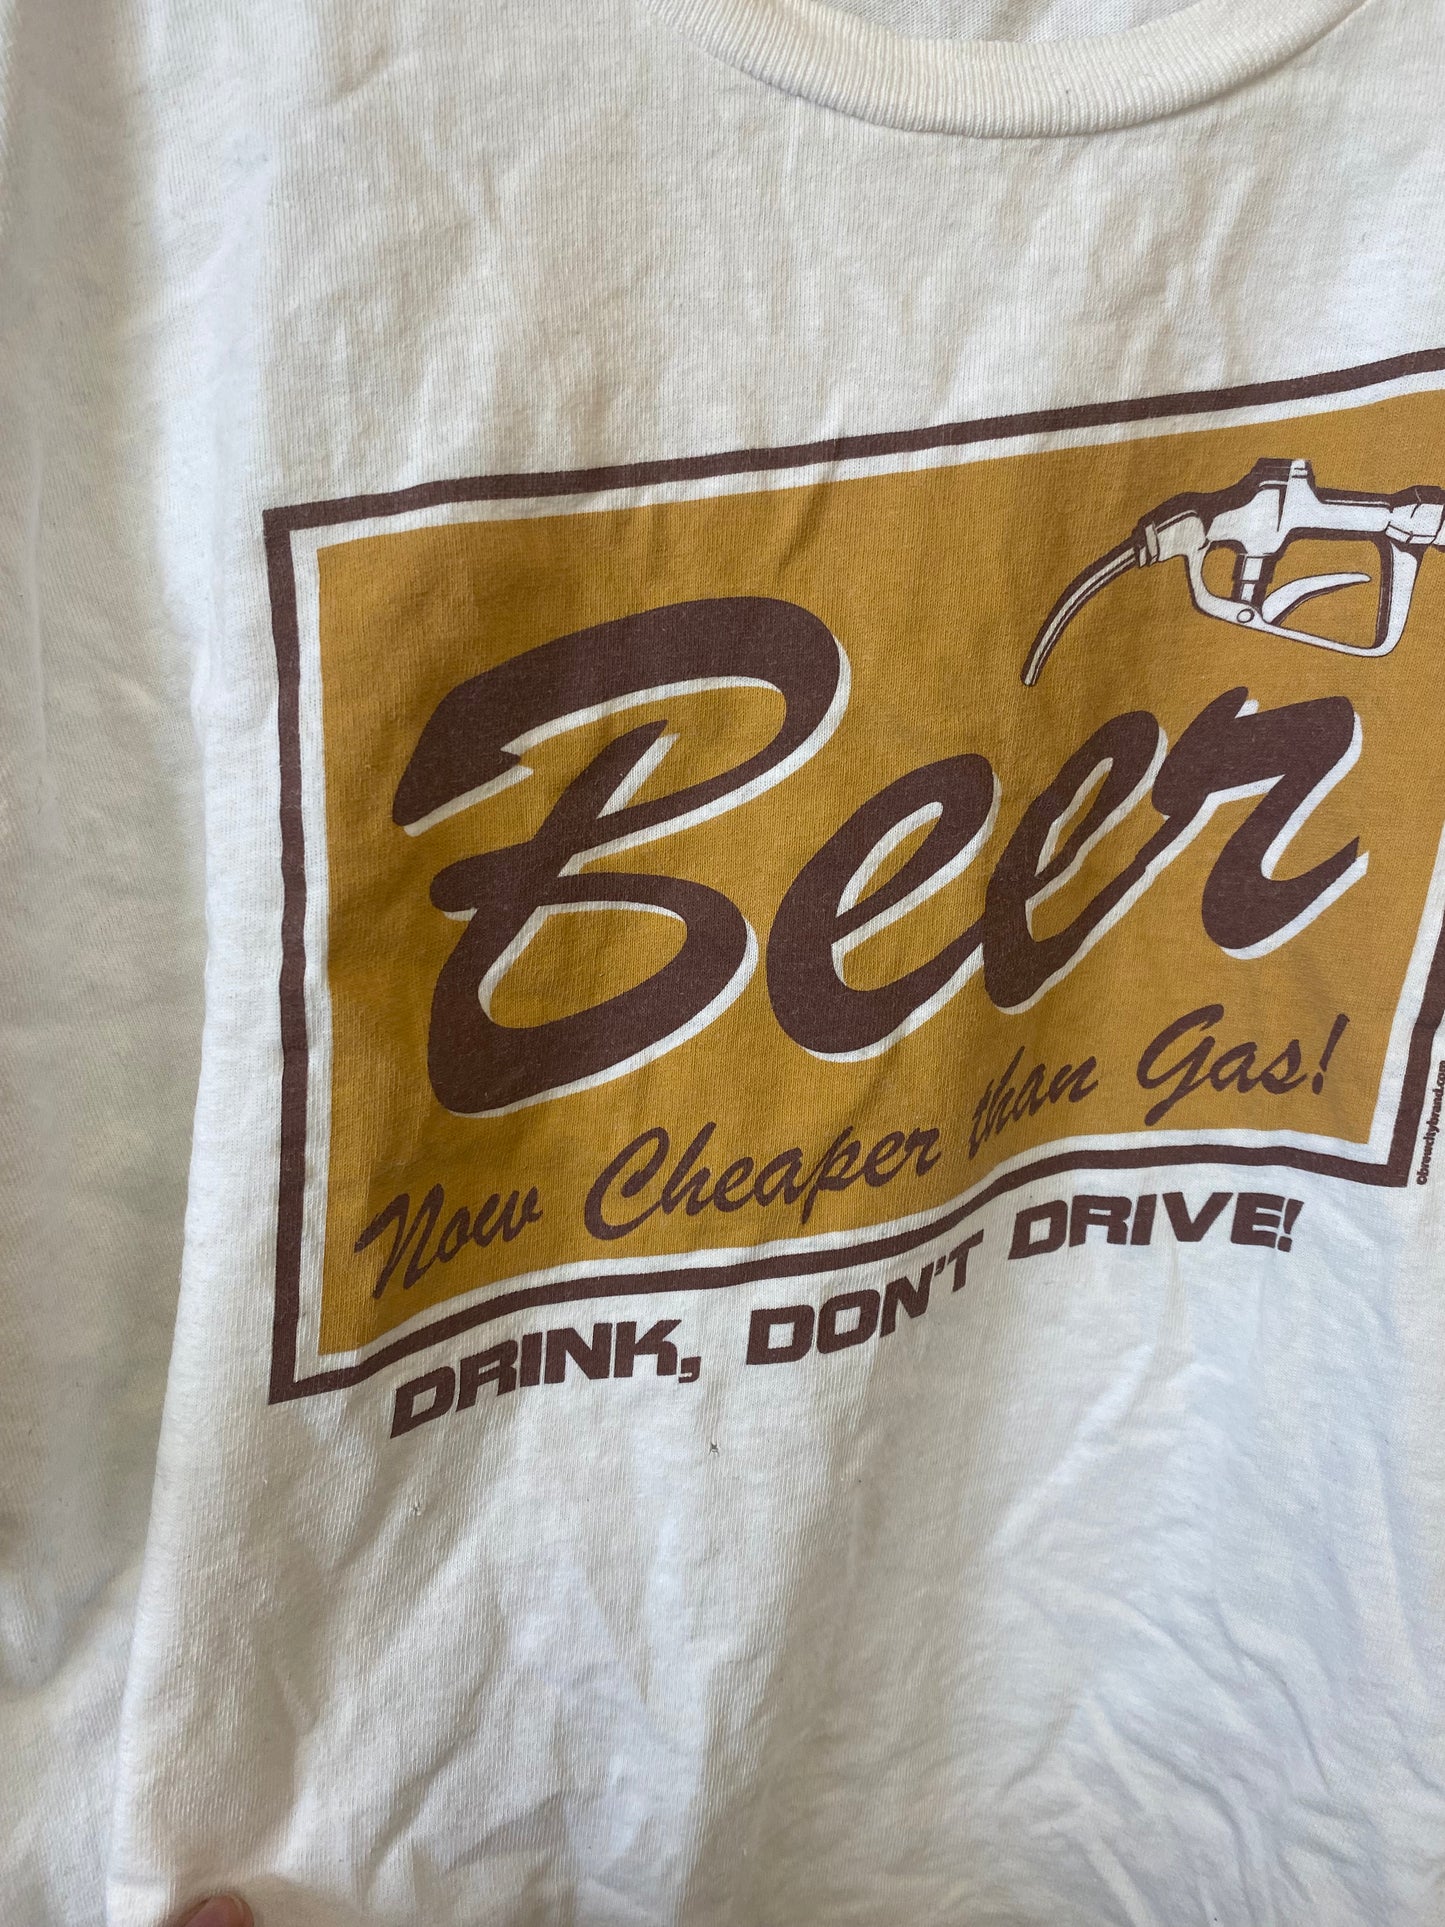 Beer
Now Cheaper than Gas!
DRINK, DON'T DRIVE!